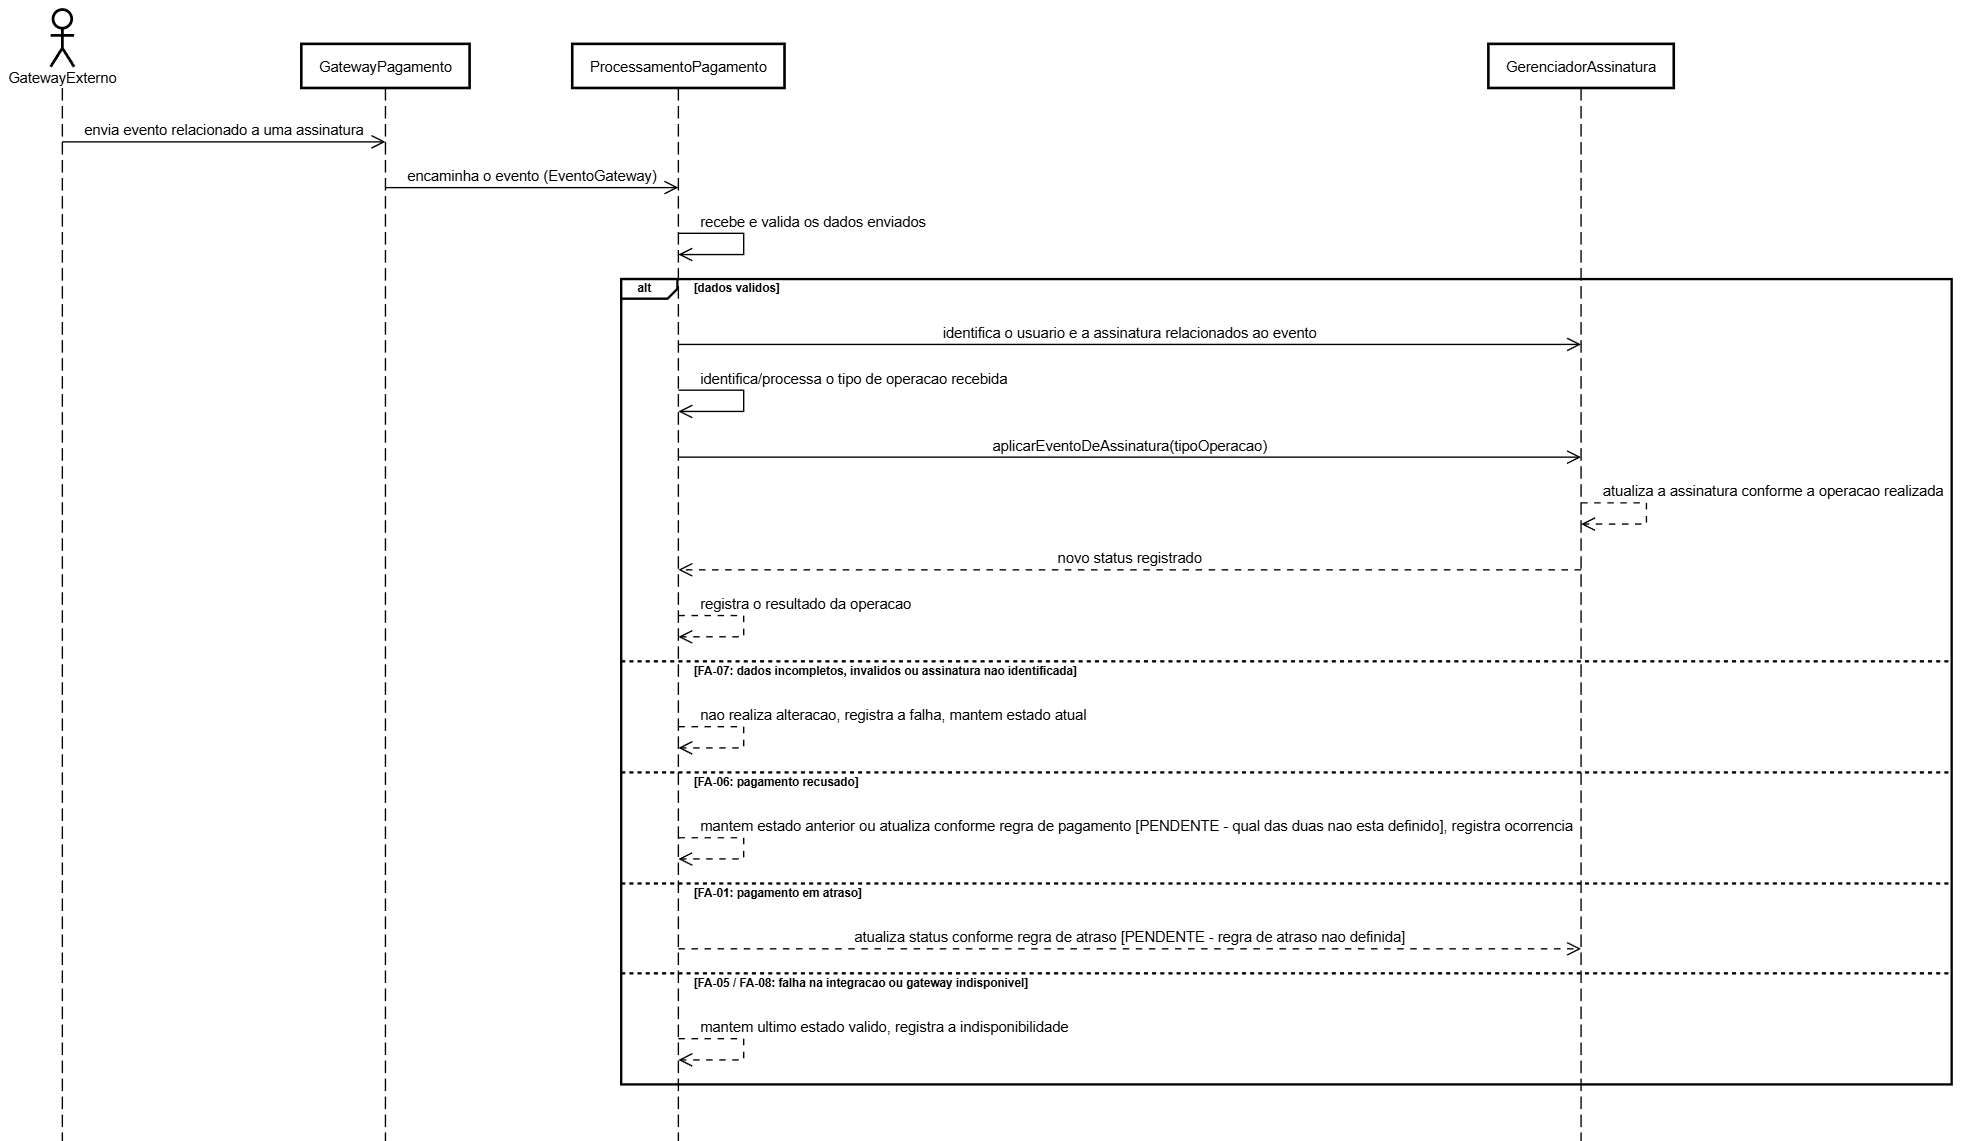 GatewayExterno
GatewayPagamento
ProcessamentoPagamento
GerenciadorAssinatura
envia evento relacionado a uma assinatura
encaminha o evento (EventoGateway)
recebe e valida os dados enviados
alt
[dados validos]
identifica o usuario e a assinatura relacionados ao evento
identifica/processa o tipo de operacao recebida
aplicarEventoDeAssinatura(tipoOperacao)
atualiza a assinatura conforme a operacao realizada
novo status registrado
registra o resultado da operacao
[FA-07: dados incompletos, invalidos ou assinatura nao identificada]
nao realiza alteracao, registra a falha, mantem estado atual
[FA-06: pagamento recusado]
mantem estado anterior ou atualiza conforme regra de pagamento [PENDENTE - qual das duas nao esta definido], registra ocorrencia
[FA-01: pagamento em atraso]
atualiza status conforme regra de atraso [PENDENTE - regra de atraso nao definida]
[FA-05 / FA-08: falha na integracao ou gateway indisponivel]
mantem ultimo estado valido, registra a indisponibilidade